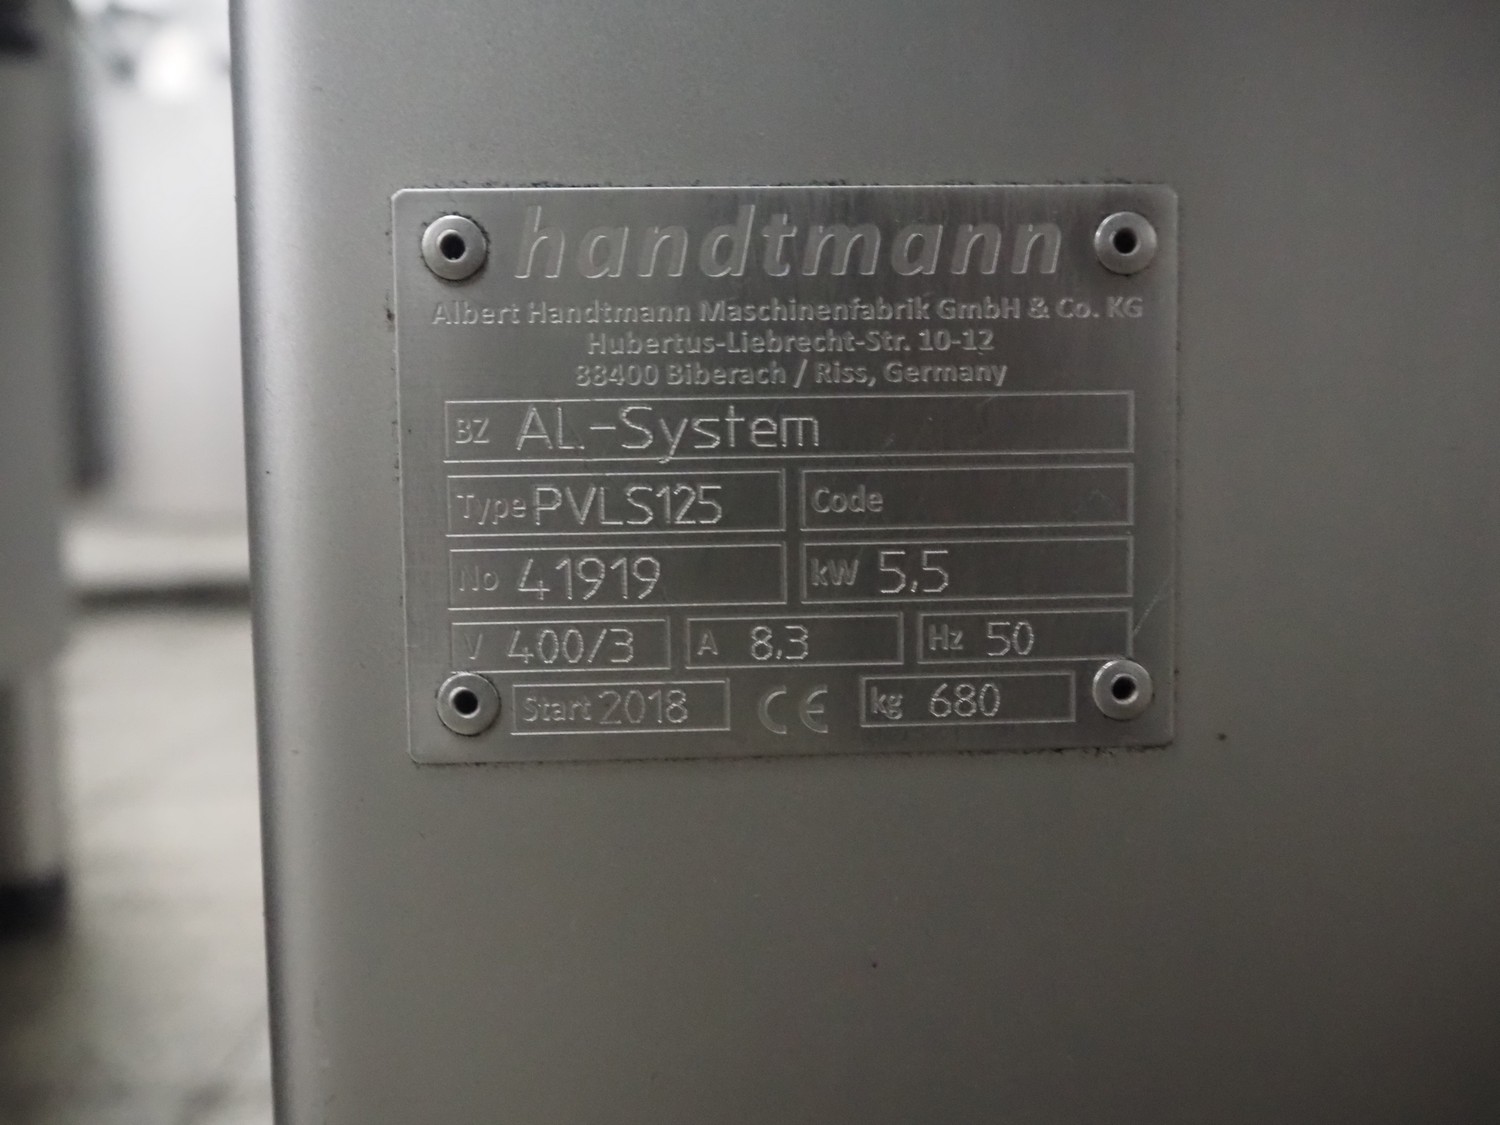 handtmann
Albert Handtmann Maschinenfabrik GmbH & Co. KG
Hubertus-Liebrecht-Str. 10-12
88400 Biberach / Riss, Germany
BZ AL-System
Type PVLS125 Code
No 41919 kW 5,5
V 400/3 A 8,3 Hz 50
Start 2018 CE kg 680